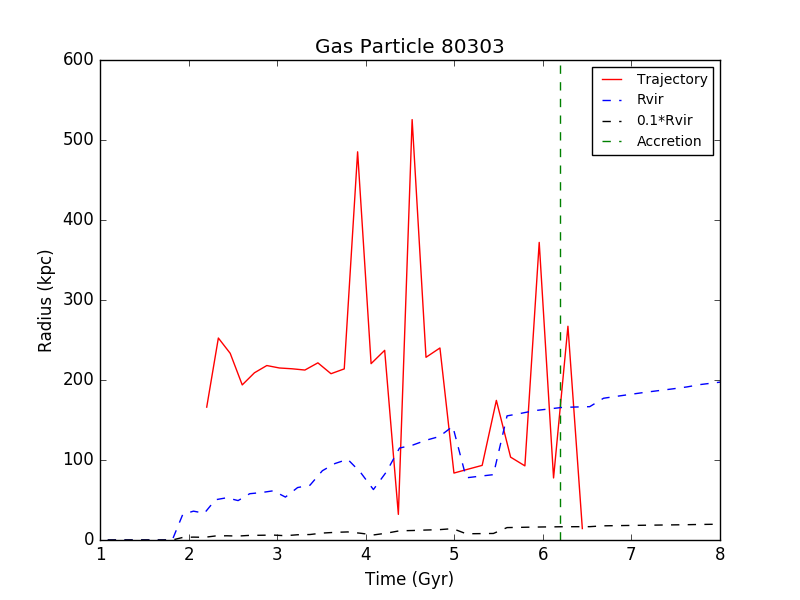 Gas Particle 80303
600
500
400
300
200
100
0
Radius (kpc)
Trajectory
Rvir
0.1*Rvir
Accretion
1 2 3 4 5 6 7 8
Time (Gyr)